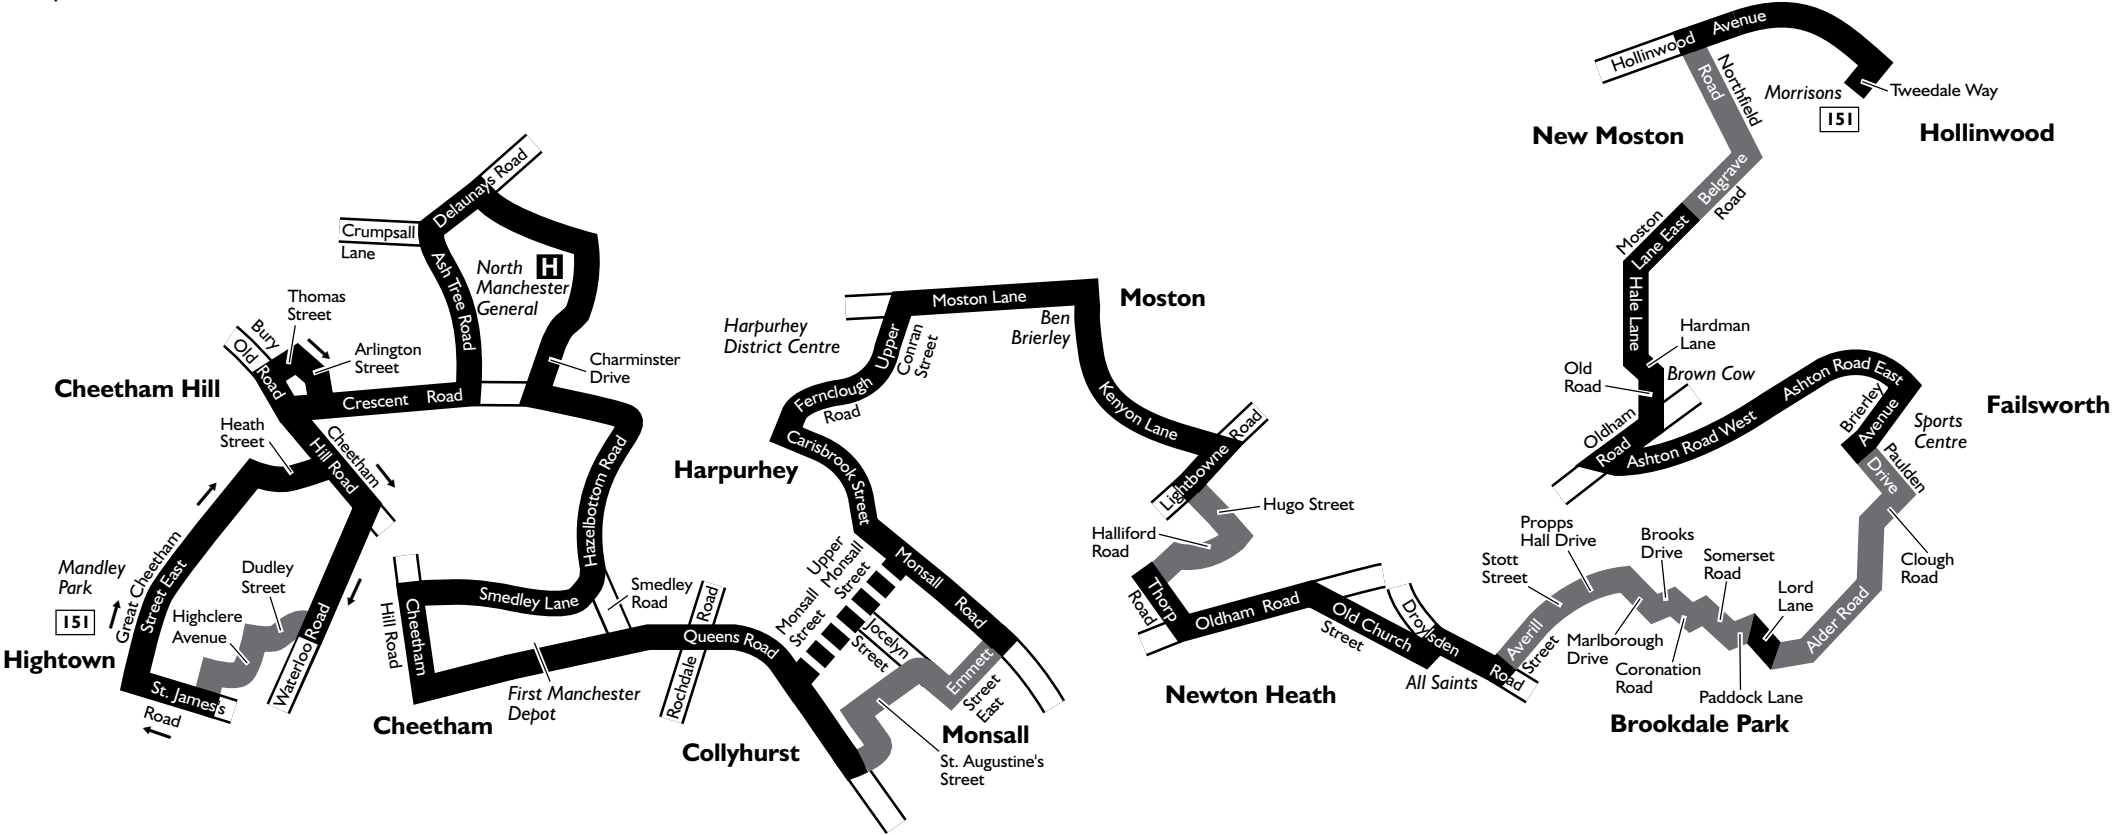 Hollinwood Avenue
Northfield
Road
Morrisons
151
Tweedale Way
New Moston
Hollinwood
Belgrave
Road
Moston
Lane East
Hale Lane
Hardman
Lane
Old
Road
Brown Cow
Oldham
Road
Ashton Road West
Ashton Road East
Brierley
Avenue
Sports
Centre
Failsworth
Paulden
Drive
Clough
Road
Alder Road
Lord
Lane
Paddock Lane
Somerset
Road
Coronation
Road
Brooks
Drive
Marlborough
Drive
Propps
Hall Drive
Stott
Street
Averill
Street
Brookdale Park
Droylsden
Road
All Saints
Old Church
Street
Oldham Road
Newton Heath
Thorp
Road
Halliford
Road
Hugo Street
Lightbowne Road
Kenyon Lane
Ben
Brierley
Moston
Moston Lane
Upper
Conran
Street
Harpurhey
District Centre
Fernclough
Road
Carisbrook Street
Harpurhey
Monsall
Road
Upper
Monsall
Street
Monsall
Street
Jocelyn
Street
Emmett
Street
East
Monsall
St. Augustine's
Street
Collyhurst
Queens Road
Rochdale Road
Smedley
Road
First Manchester
Depot
Cheetham
Cheetham
Hill Road
Smedley Lane
Hazelbottom Road
Charminster
Drive
North
Manchester
General
H
Delaunays Road
Crumpsall
Lane
Ash Tree Road
Crescent Road
Thomas
Street
Arlington
Street
Bury
Old
Road
Cheetham Hill
Heath
Street
Cheetham
Hill Road
Great Cheetham
Street East
Mandley
Park
151
Hightown
Dudley
Street
Highclere
Avenue
Waterloo Road
St. James's
Road